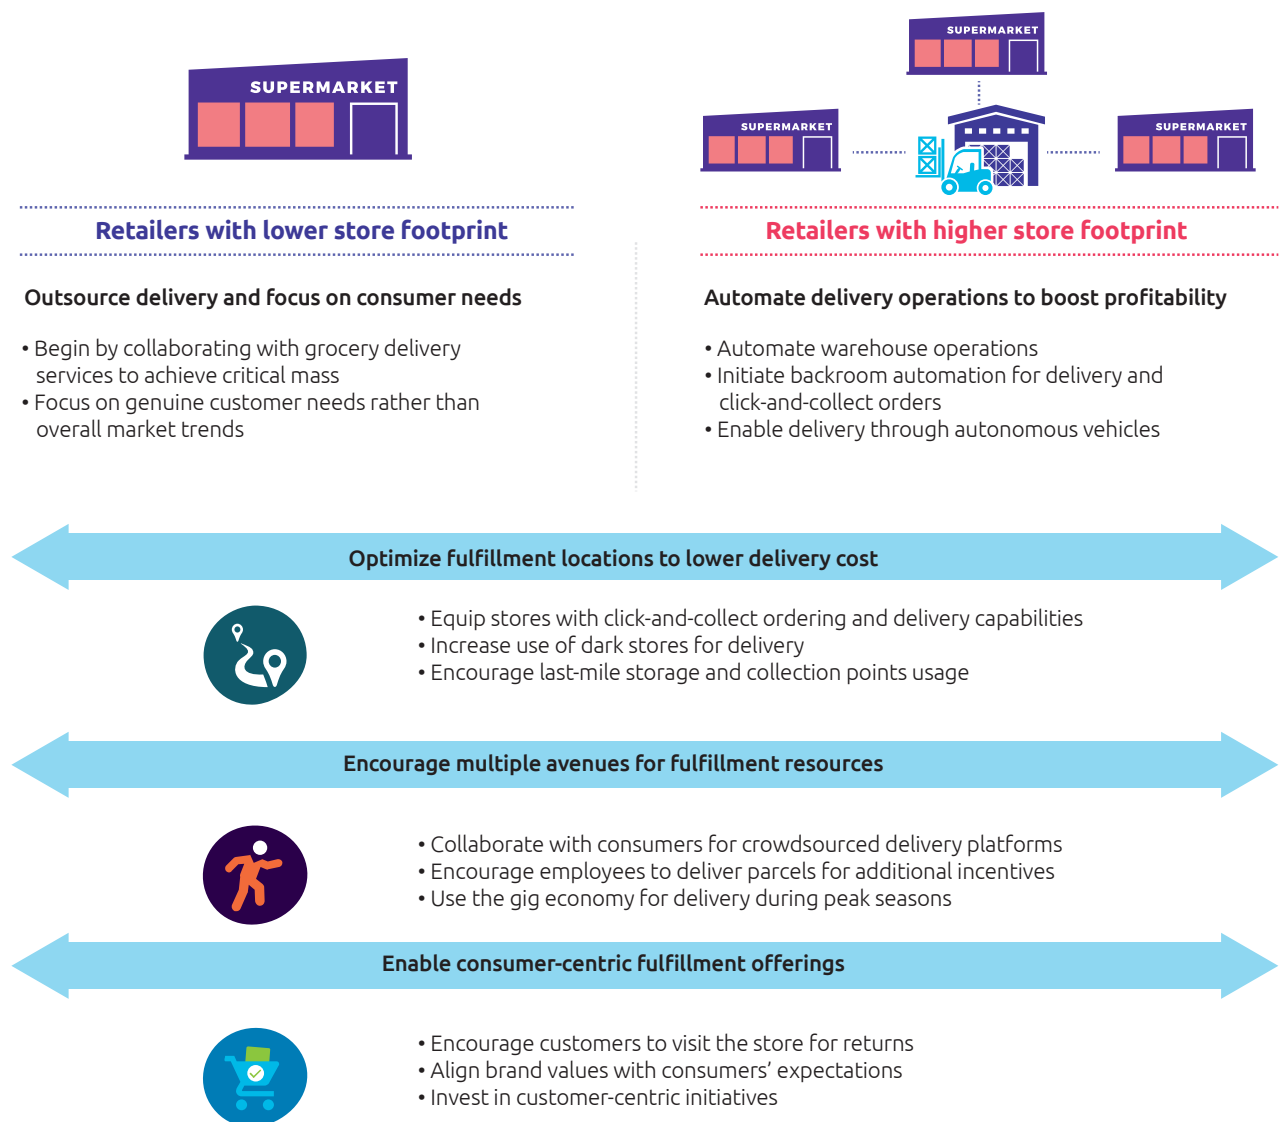 SUPERMARKET
SUPERMARKET
SUPERMARKET
SUPERMARKET
Retailers with lower store footprint
Outsource delivery and focus on consumer needs
• Begin by collaborating with grocery delivery
services to achieve critical mass
• Focus on genuine customer needs rather than
overall market trends
Retailers with higher store footprint
Automate delivery operations to boost profitability
• Automate warehouse operations
• Initiate backroom automation for delivery and
click-and-collect orders
• Enable delivery through autonomous vehicles
Optimize fulfillment locations to lower delivery cost
• Equip stores with click-and-collect ordering and delivery capabilities
• Increase use of dark stores for delivery
• Encourage last-mile storage and collection points usage
Encourage multiple avenues for fulfillment resources
• Collaborate with consumers for crowdsourced delivery platforms
• Encourage employees to deliver parcels for additional incentives
• Use the gig economy for delivery during peak seasons
Enable consumer-centric fulfillment offerings
• Encourage customers to visit the store for returns
• Align brand values with consumers’ expectations
• Invest in customer-centric initiatives